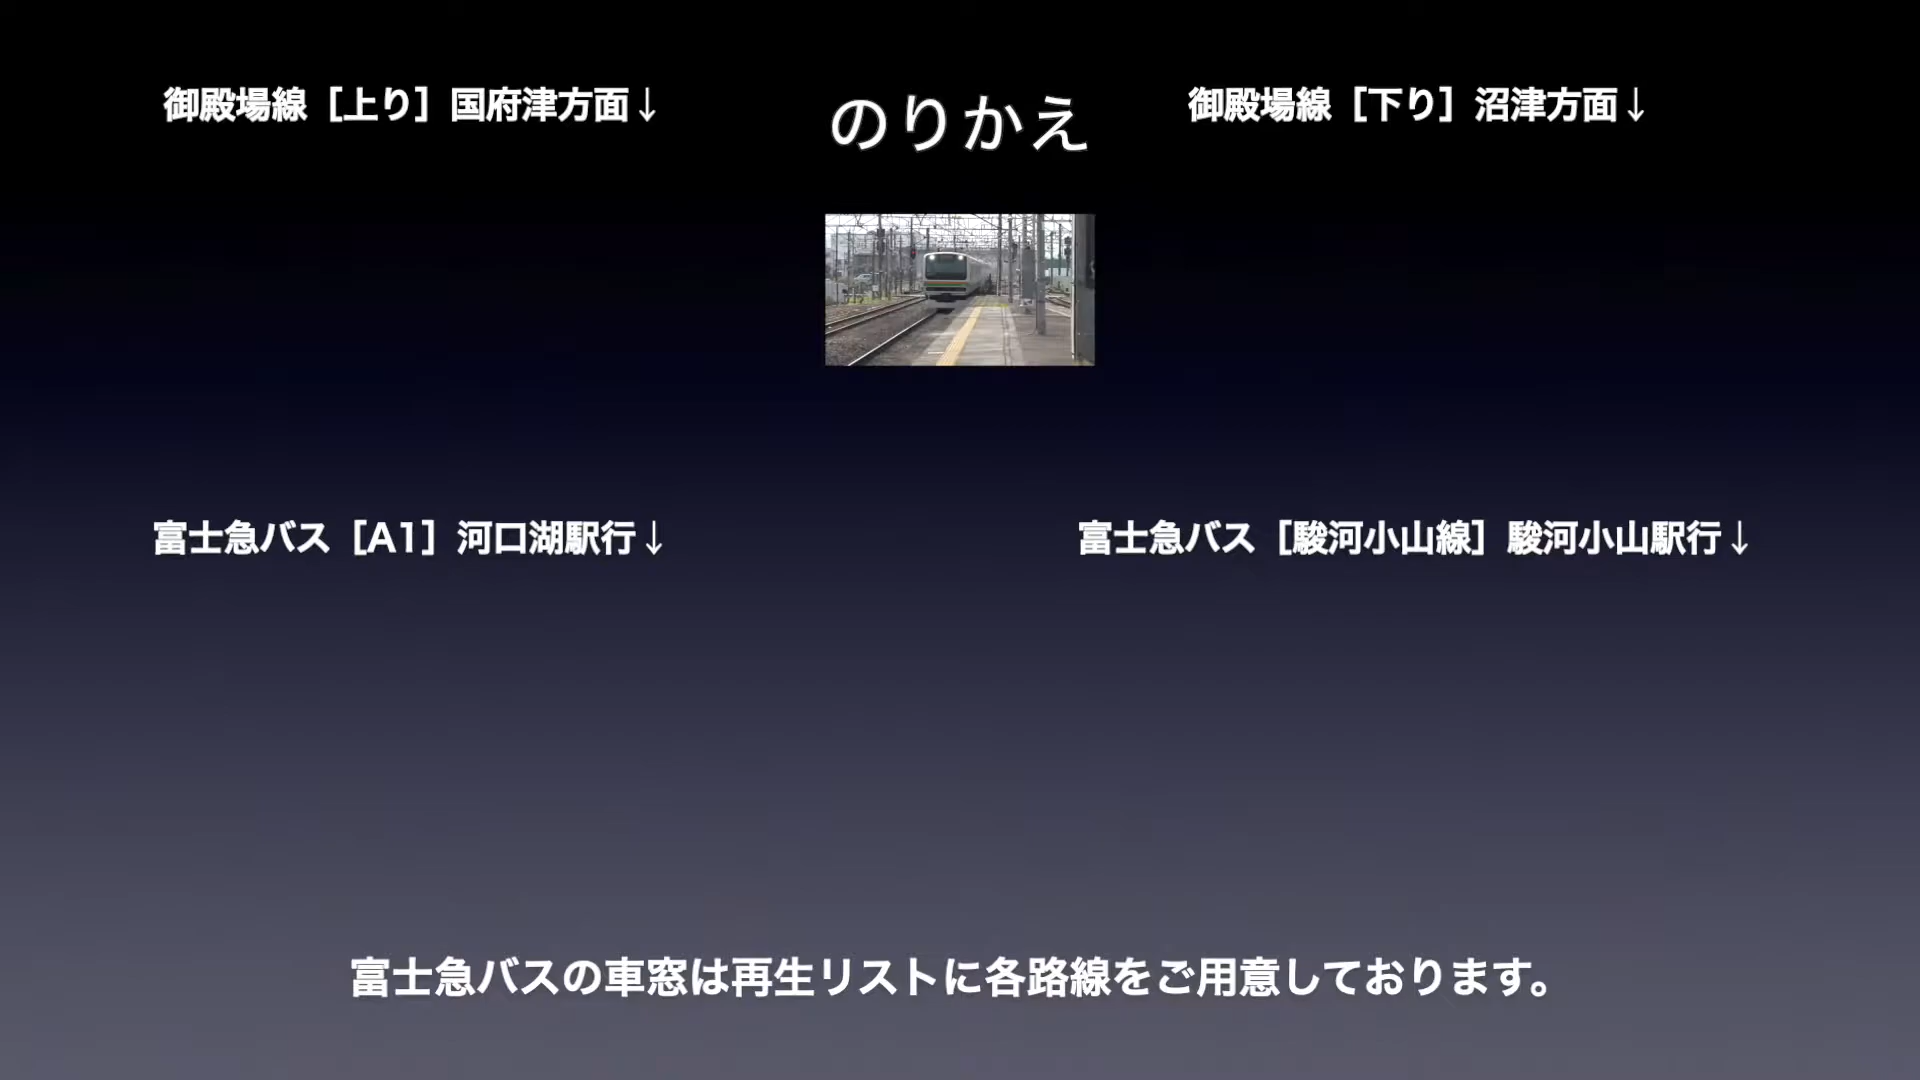 御殿場線［上り］国府津方面↓
のりかえ
御殿場線［下り］沼津方面↓
富士急バス［A1］河口湖駅行↓
富士急バス［駿河小山線］駿河小山駅行↓
富士急バスの車窓は再生リストに各路線をご用意しております。